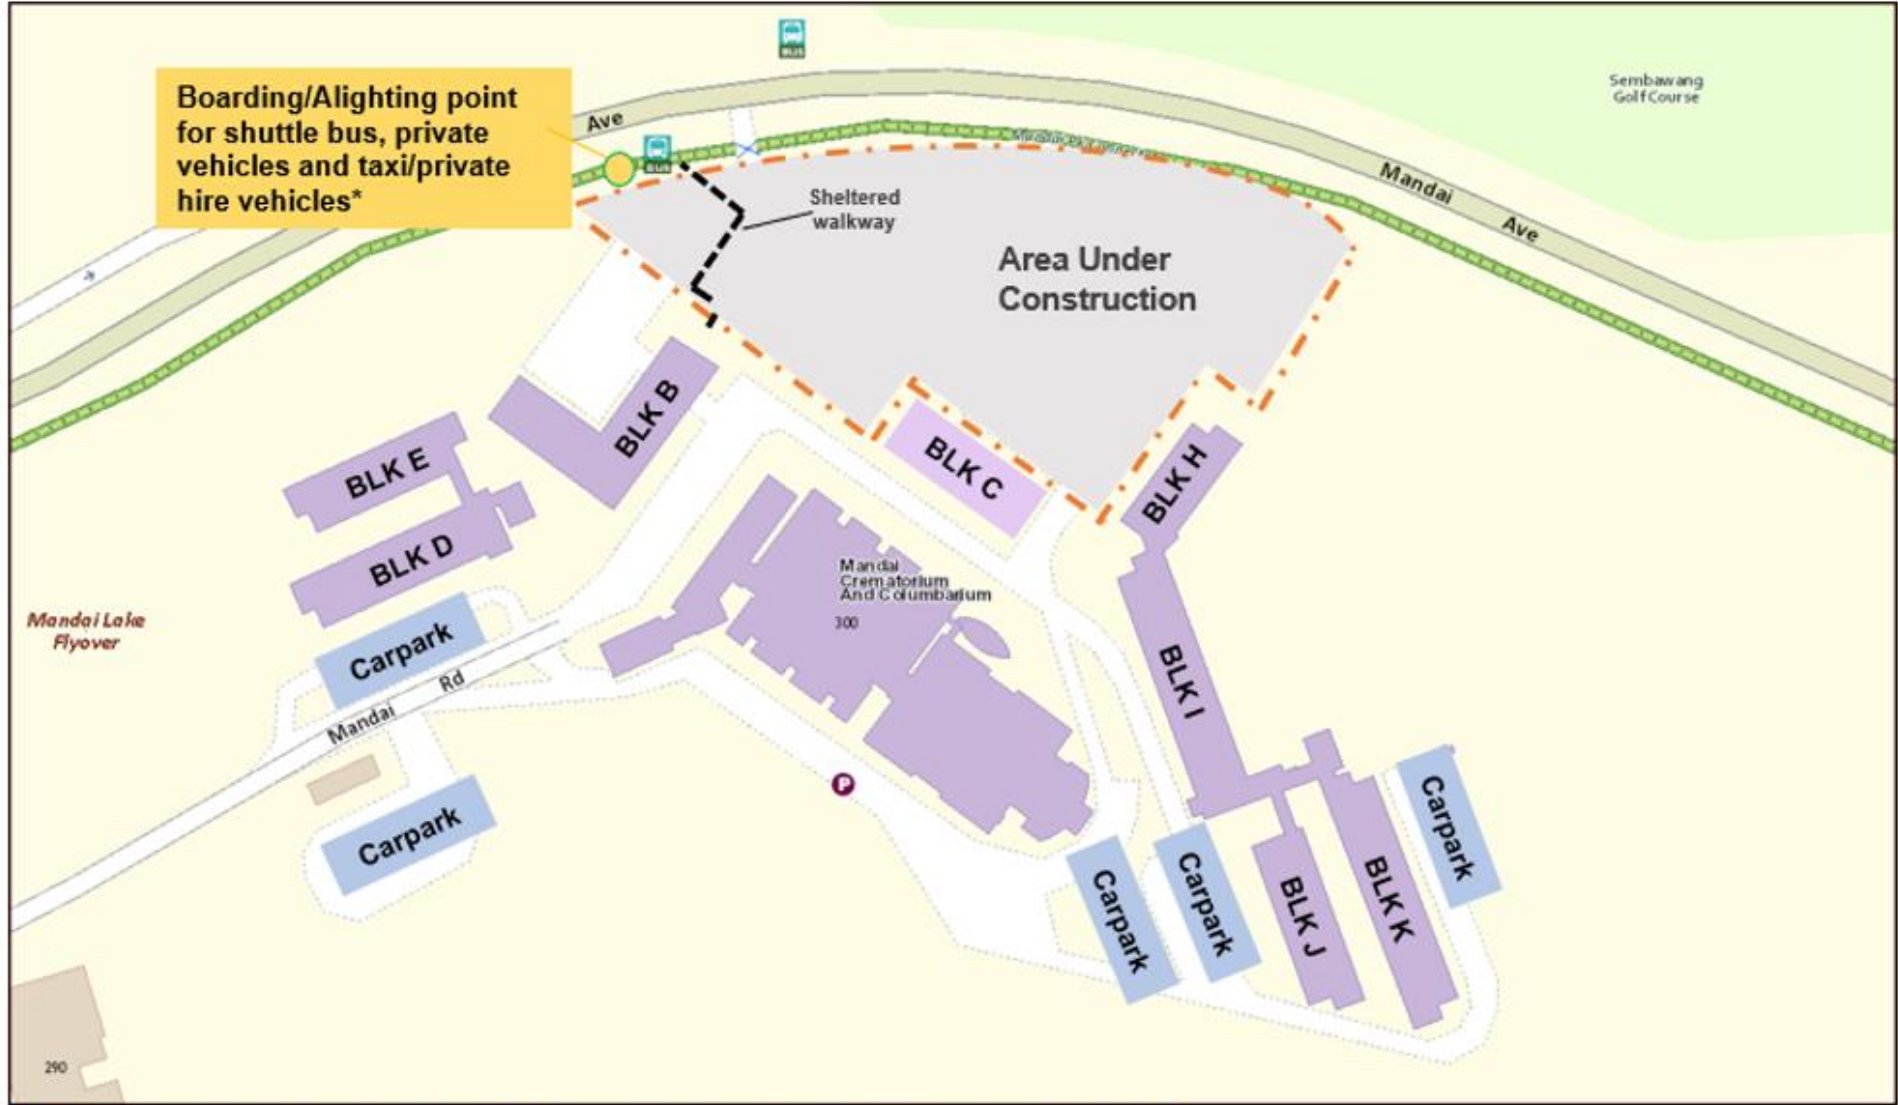 BUS
Sembawang
Golf Course
Boarding/Alighting point
for shuttle bus, private
vehicles and taxi/private
hire vehicles*
Ave
BUS
Mandai
Ave
Sheltered
walkway
Area Under
Construction
BLK B
BLK E
BLK C
BLK H
BLK D
Mandai
Crematorium
And Columbarium
300
Mandai Lake
Flyover
Carpark
Mandai Rd
BLK I
P
Carpark
Carpark
Carpark
Carpark
BLK J
BLK K
290